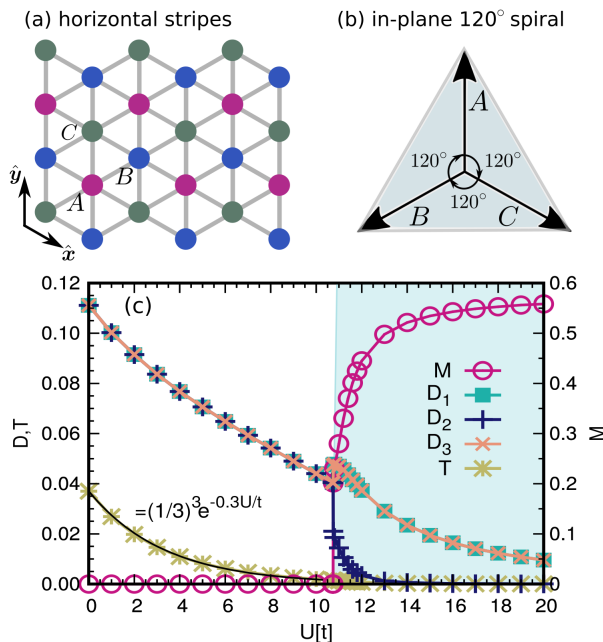 (a) horizontal stripes
(b) in-plane 120° spiral
C
B
A
ŷ
x̂
A
120°
120°
120°
B
C
(c)
0.12
0.10
0.08
0.06
0.04
0.02
0.00
D,T
0.6
0.5
0.4
0.3
0.2
0.1
0
M
M
D₁
D₂
D₃
T
=(1/3)³e⁻⁰·³ᵁ/ᵗ
0 2 4 6 8 10 12 14 16 18 20
U[t]